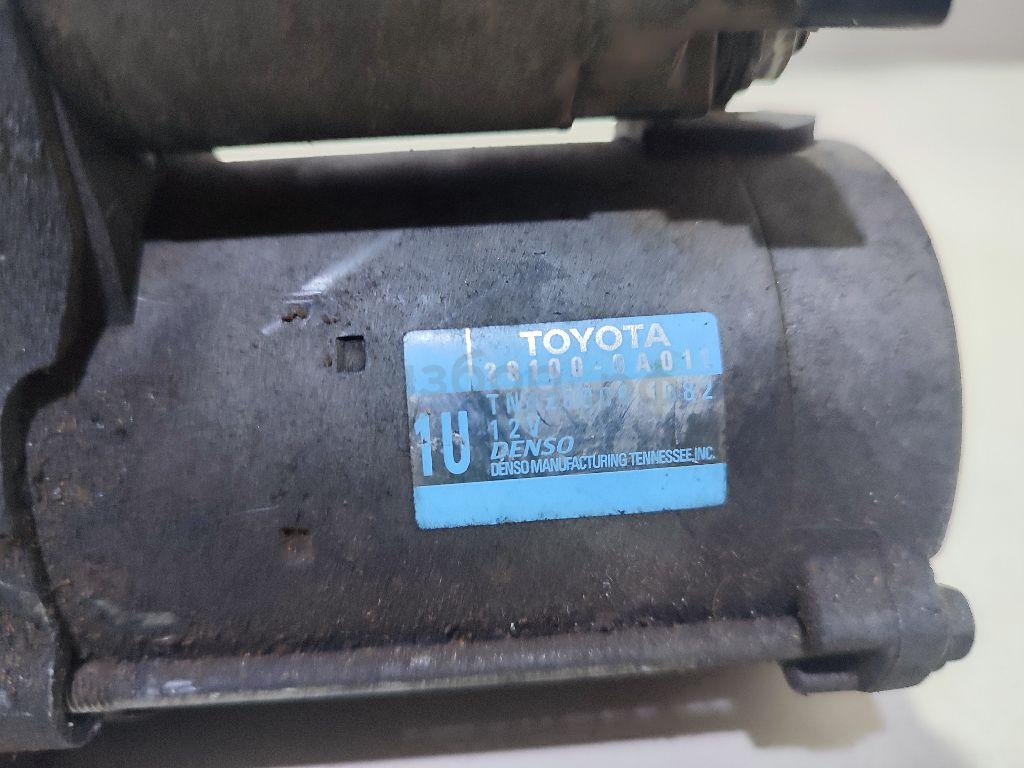 TOYOTA
28100-0A011
1U
12V
DENSO
DENSO MANUFACTURING TENNESSEE, INC.